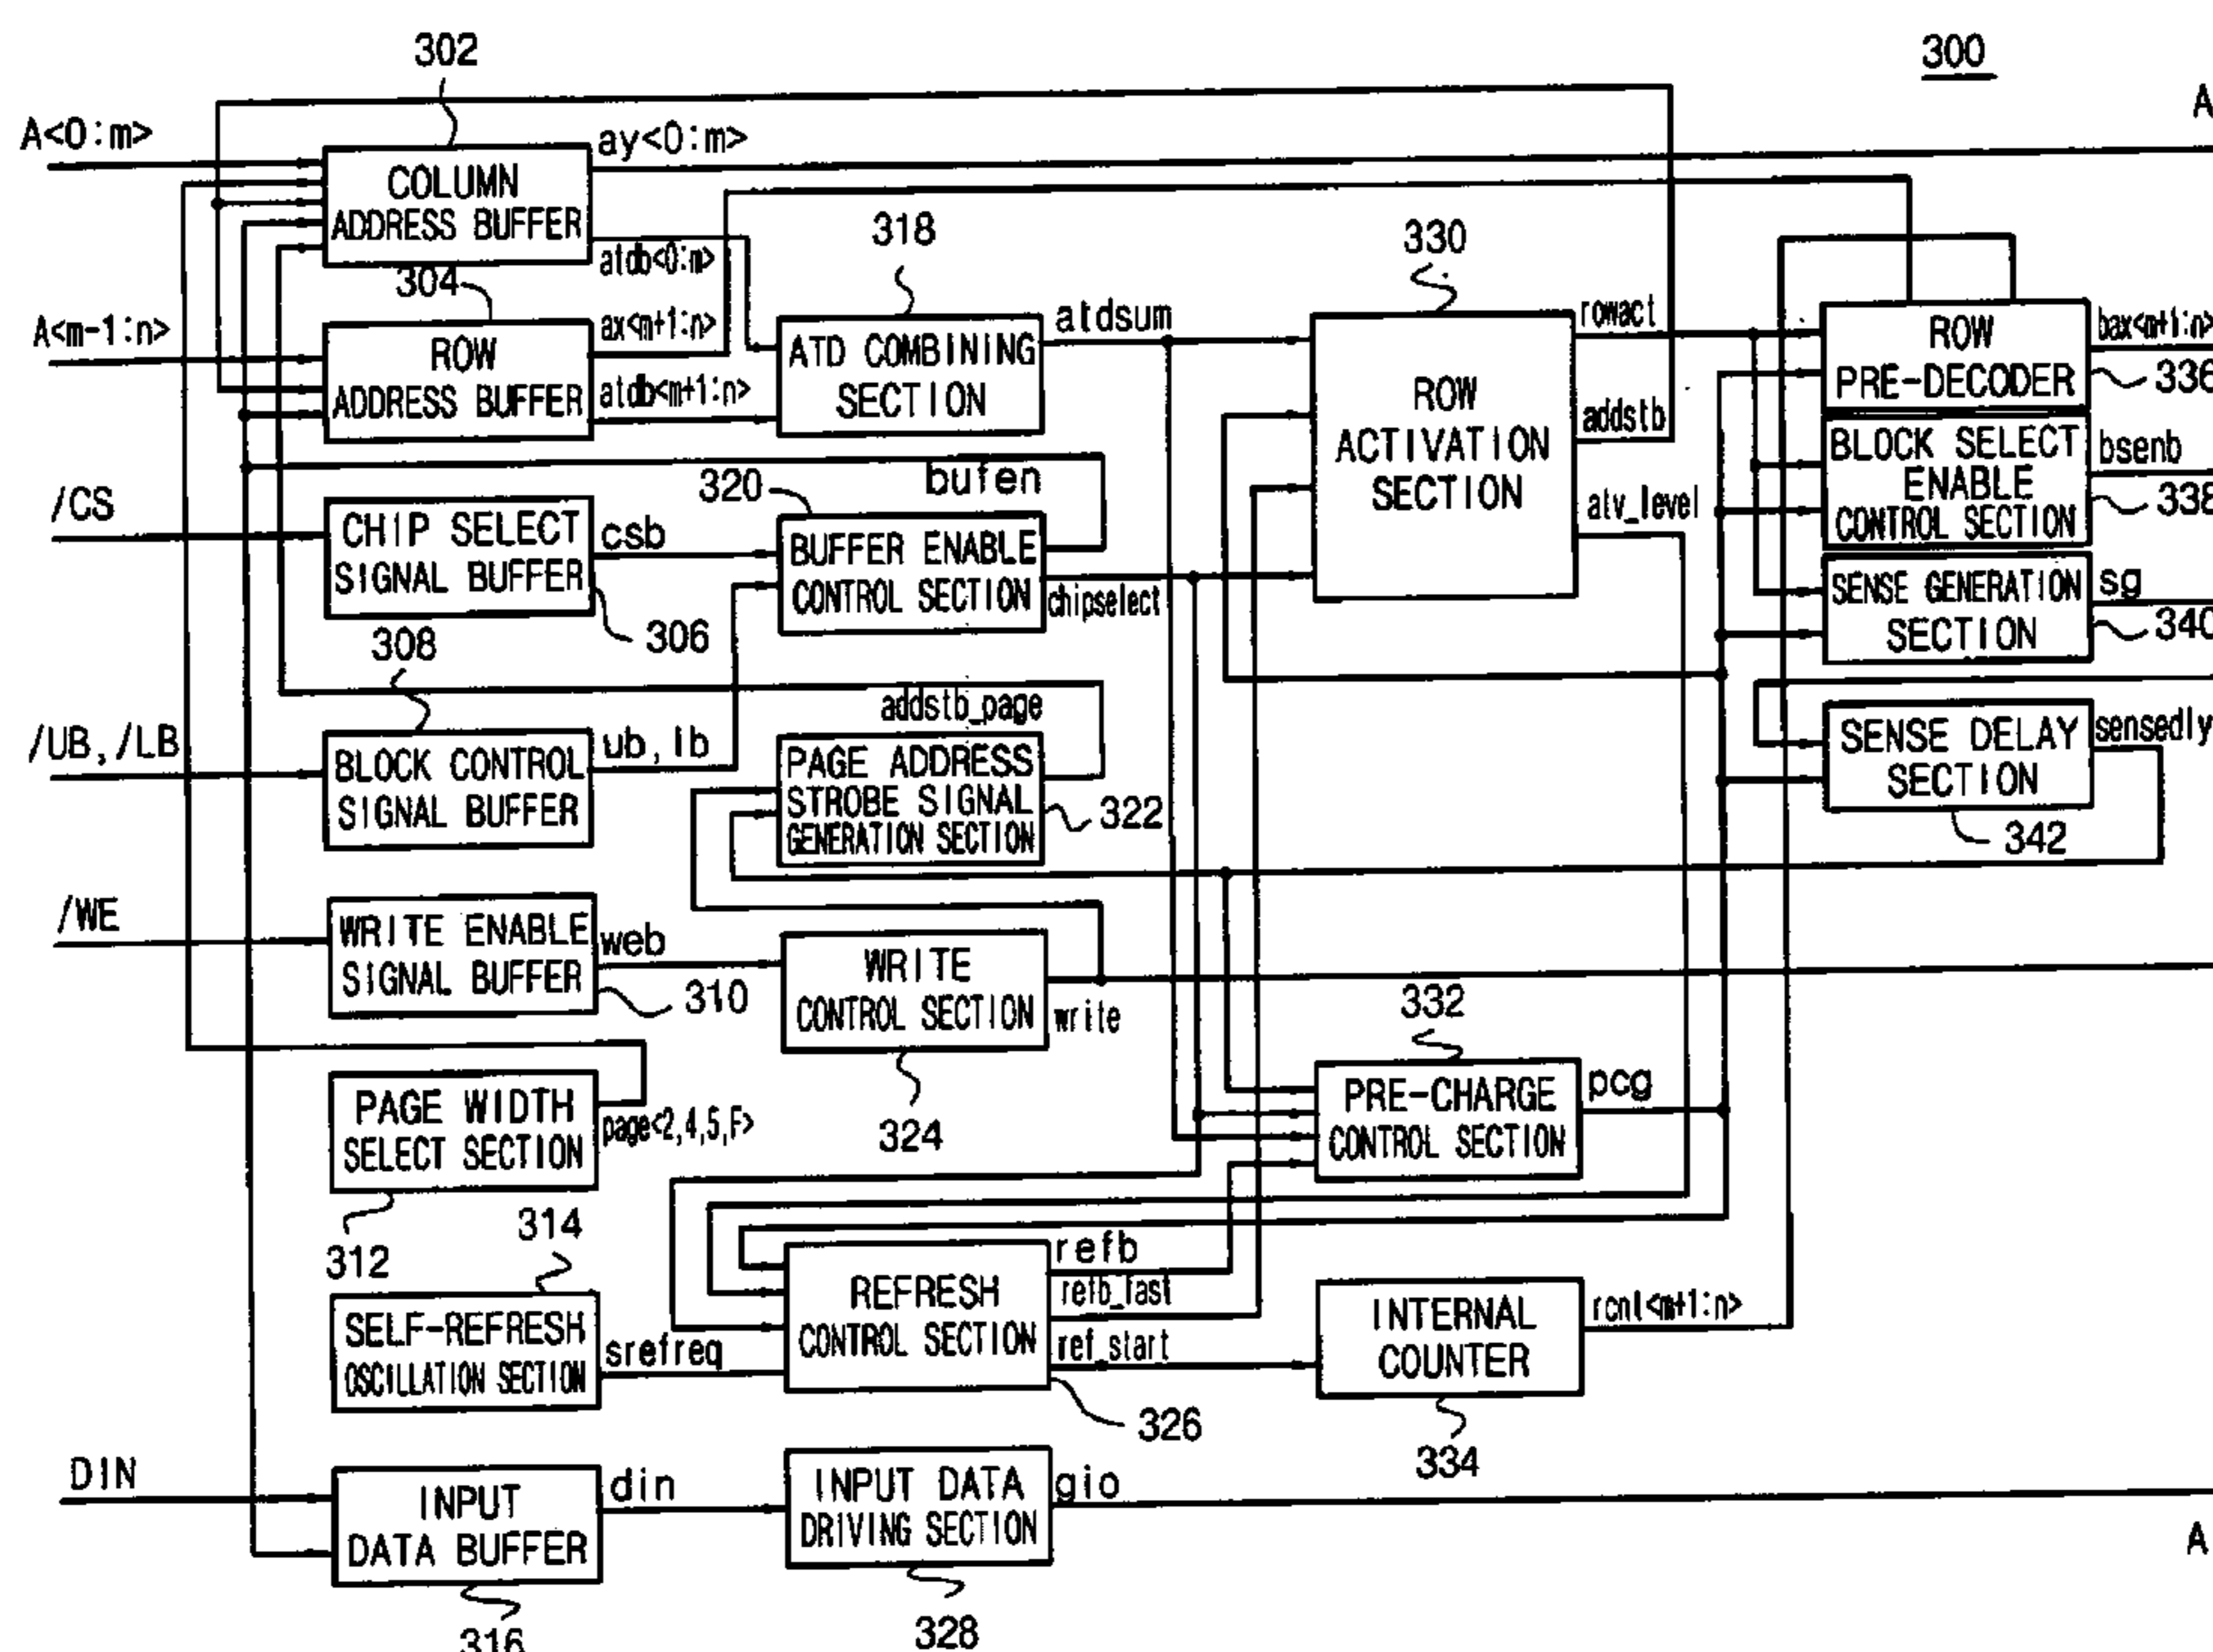 300
302
A<0:m>
COLUMN
ADDRESS BUFFER
ay<0:m>
atdb<0:m>
304
A<m-1:n>
ROW
ADDRESS BUFFER
ax<m+1:n>
atdb<m+1:n>
318
ATD COMBINING
SECTION
atdsum
330
ROW
ACTIVATION
SECTION
rowact
addstb
atv_level
ROW
PRE-DECODER
bax<m+1:n>
336
BLOCK SELECT
ENABLE
CONTROL SECTION
bsenb
338
SENSE GENERATION
SECTION
sg
340
SENSE DELAY
SECTION
sensedly
342
/CS
CHIP SELECT
SIGNAL BUFFER
csb
306
320
bufen
BUFFER ENABLE
CONTROL SECTION
chipselect
308
/UB, /LB
BLOCK CONTROL
SIGNAL BUFFER
ub, lb
addstb_page
PAGE ADDRESS
STROBE SIGNAL
GENERATION SECTION
322
/WE
WRITE ENABLE
SIGNAL BUFFER
web
310
WRITE
CONTROL SECTION
write
324
332
PRE-CHARGE
CONTROL SECTION
pcg
PAGE WIDTH
SELECT SECTION
page<2,4,5,F>
312
314
SELF-REFRESH
OSCILLATION SECTION
srefreq
REFRESH
CONTROL SECTION
refb
refb_fast
ref_start
326
INTERNAL
COUNTER
rcnt<m+1:n>
334
DIN
INPUT
DATA BUFFER
din
316
INPUT DATA
DRIVING SECTION
gio
328
A
A